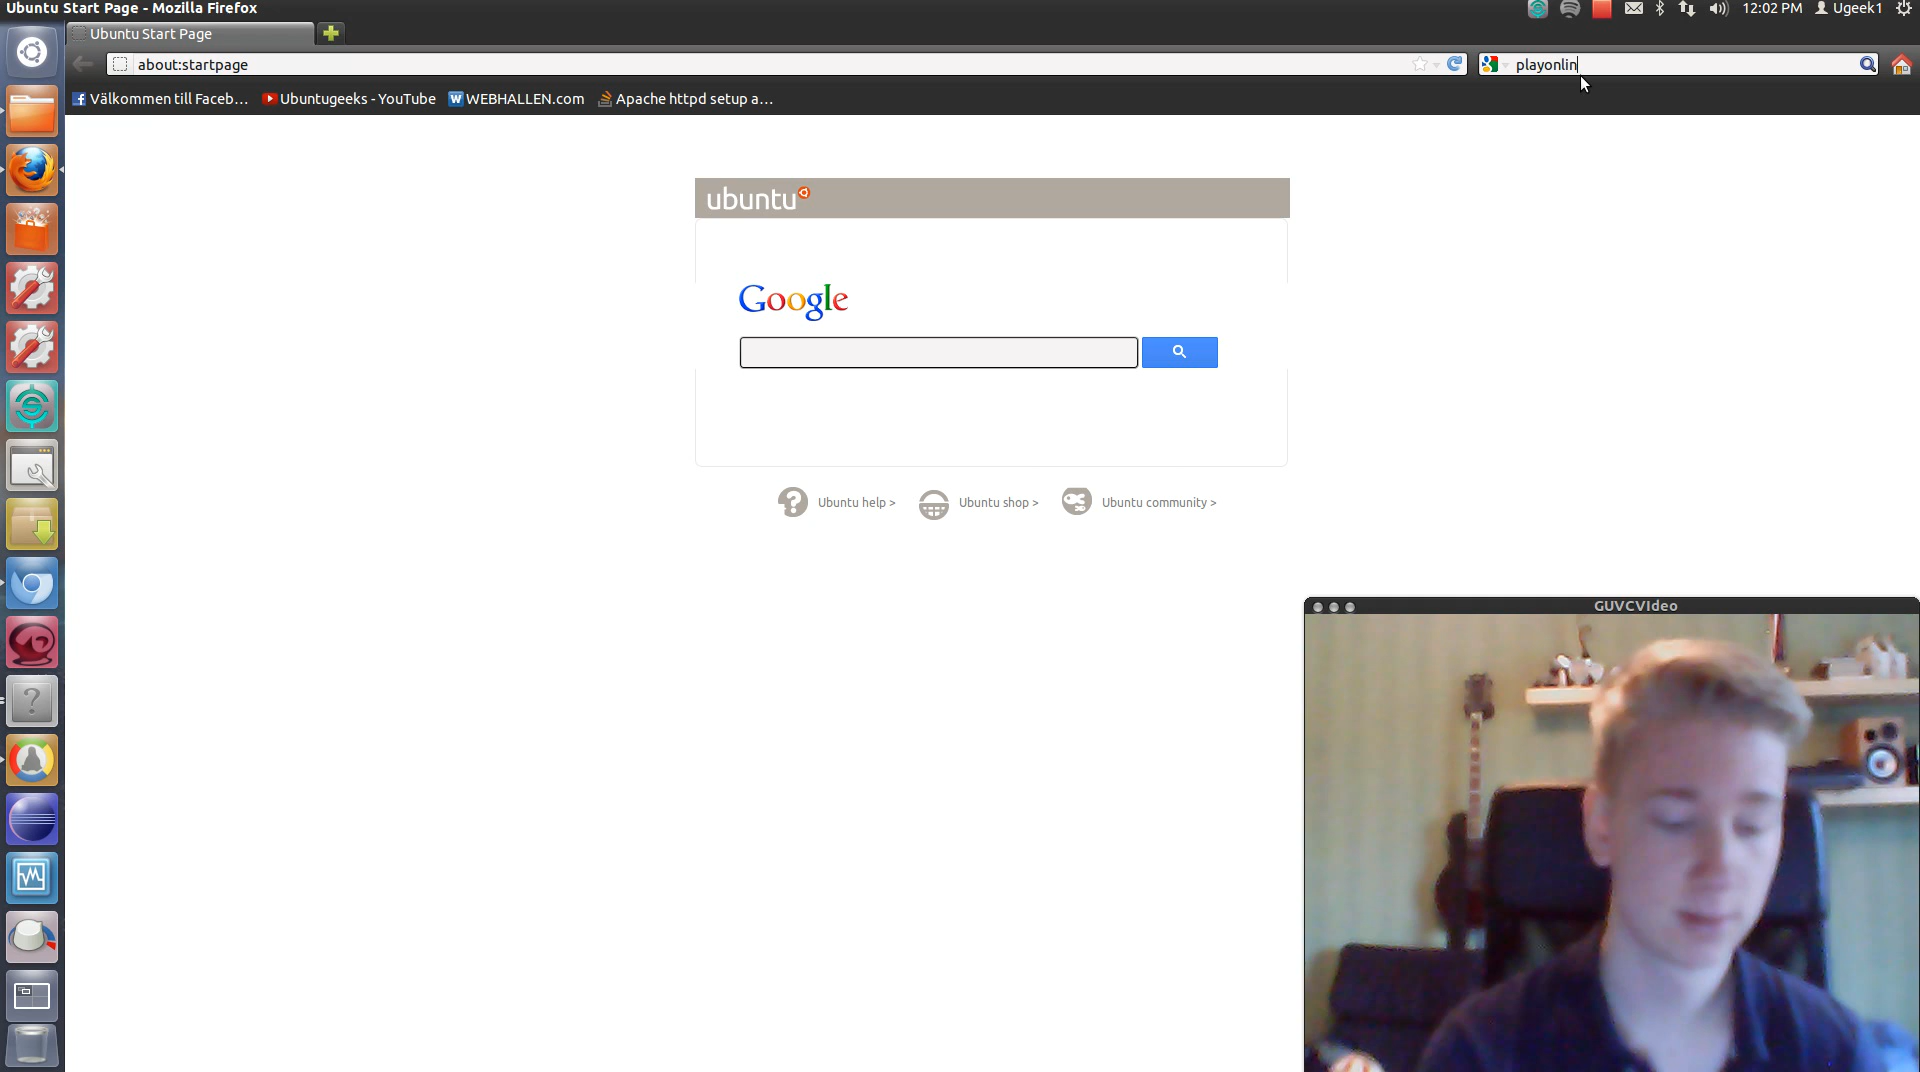 Ubuntu Start Page - Mozilla Firefox
12:02 PM Ugeek1
Ubuntu Start Page
about:startpage
playonlin
Välkommen till Faceb... Ubuntugeeks - YouTube WEBHALLEN.com Apache httpd setup a...
ubuntu
Google
Ubuntu help > Ubuntu shop > Ubuntu community >
GUVCVIdeo